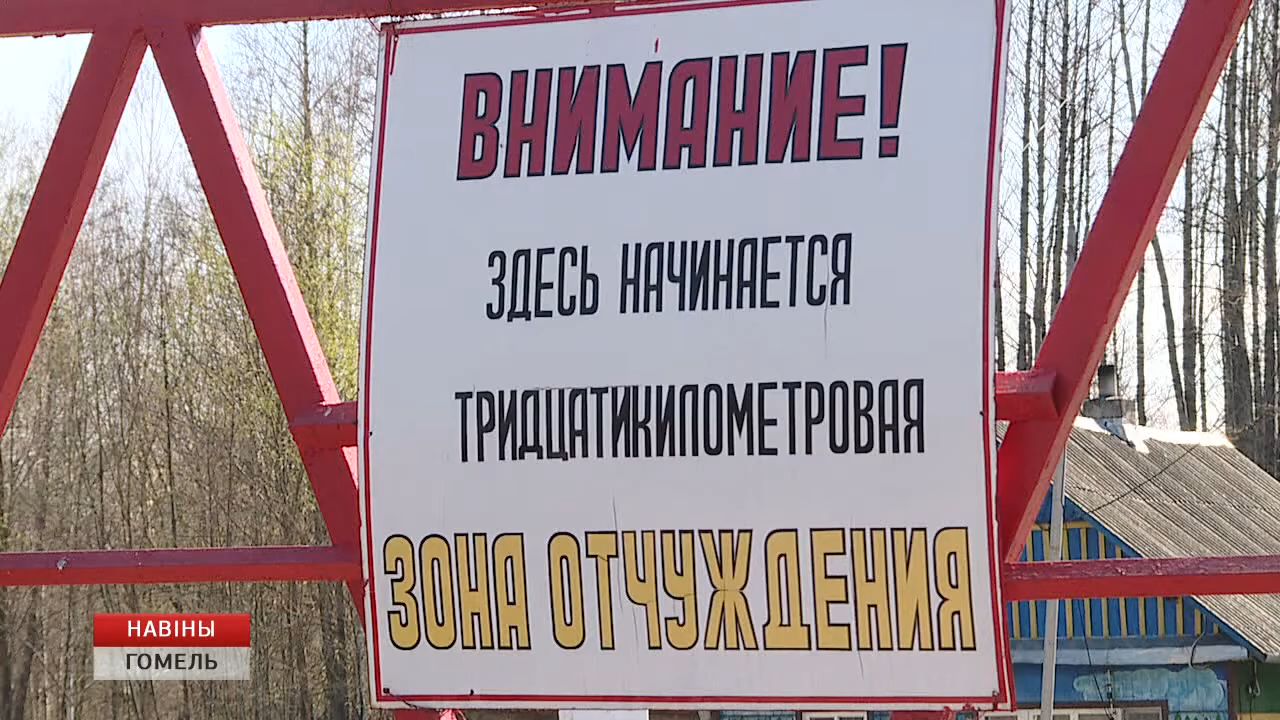 ВНИМАНИЕ!
ЗДЕСЬ НАЧИНАЕТСЯ
ТРИДЦАТИКИЛОМЕТРОВАЯ
ЗОНА ОТЧУЖДЕНИЯ
НАВІНЫ
ГОМЕЛЬ